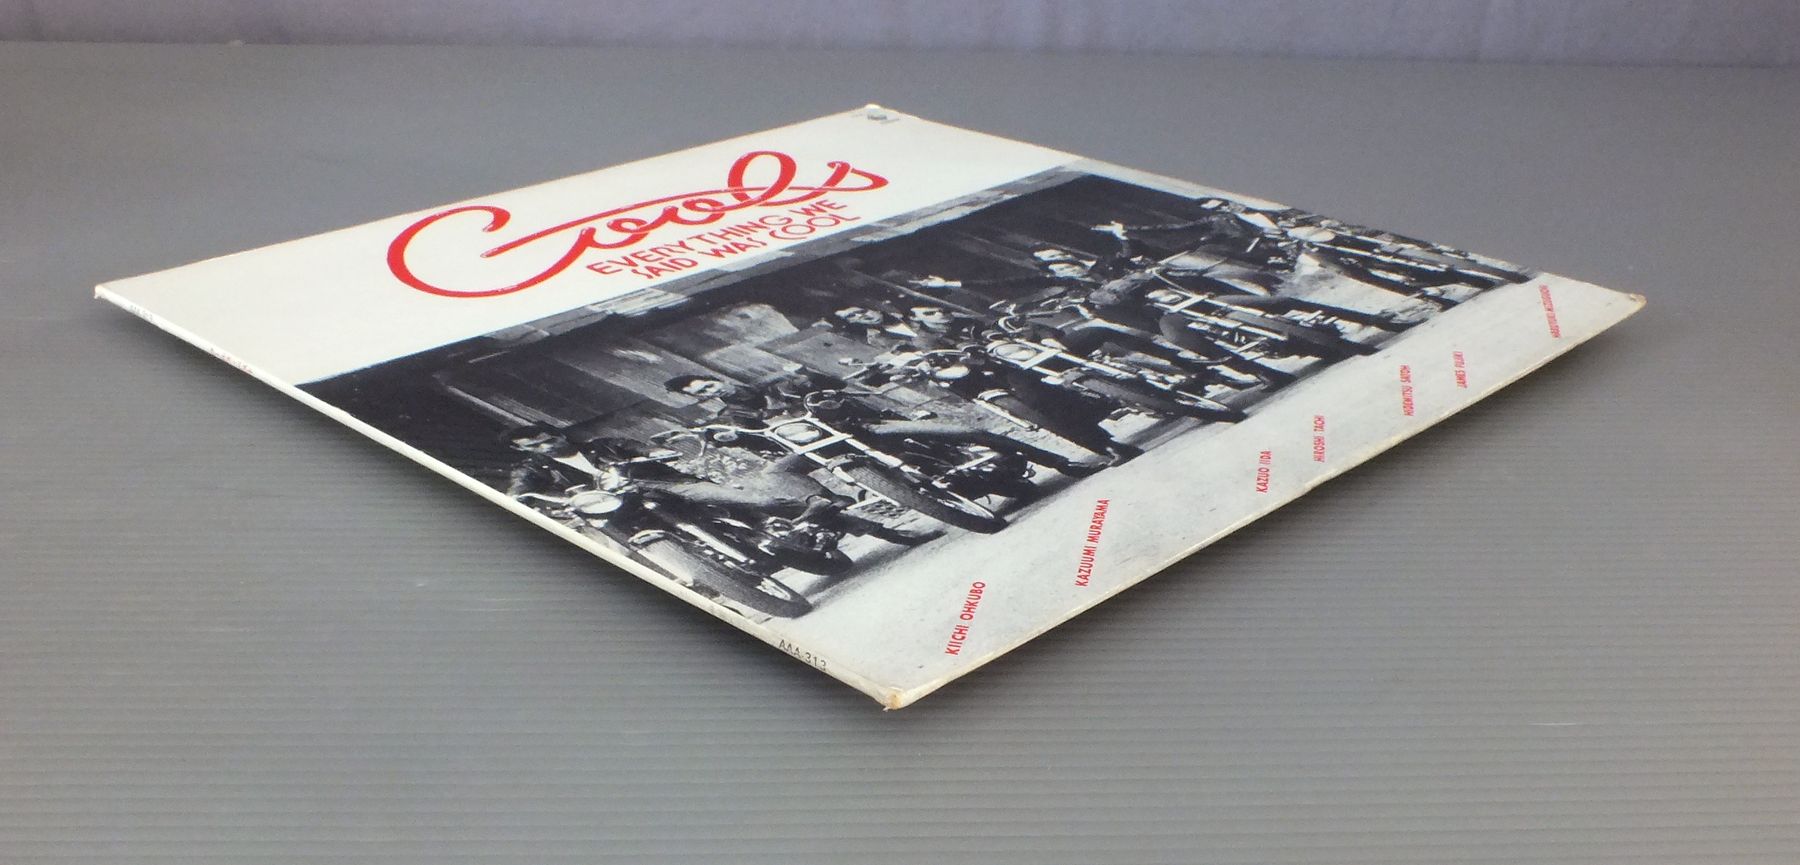 Cools
EVERYTHING WE
SAID WAS COOL
KIICHI OHKUBO
KAZUUMI MURAYAMA
KAZUO IIDA
HIROSHI TACHI
HIDEMITSU SATOH
JAMES FUJIKI
AAA-313